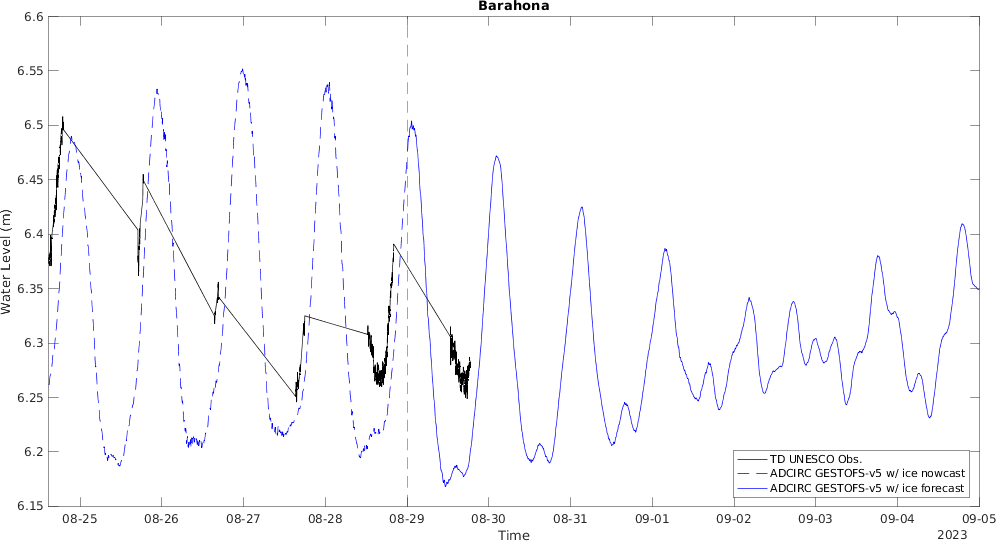 Barahona
6.6
6.55
6.5
6.45
6.4
6.35
6.3
6.25
6.2
6.15
Water Level (m)
08-25 08-26 08-27 08-28 08-29 08-30 08-31 09-01 09-02 09-03 09-04 09-05
Time
2023
TD UNESCO Obs.
ADCIRC GESTOFS-v5 w/ ice nowcast
ADCIRC GESTOFS-v5 w/ ice forecast